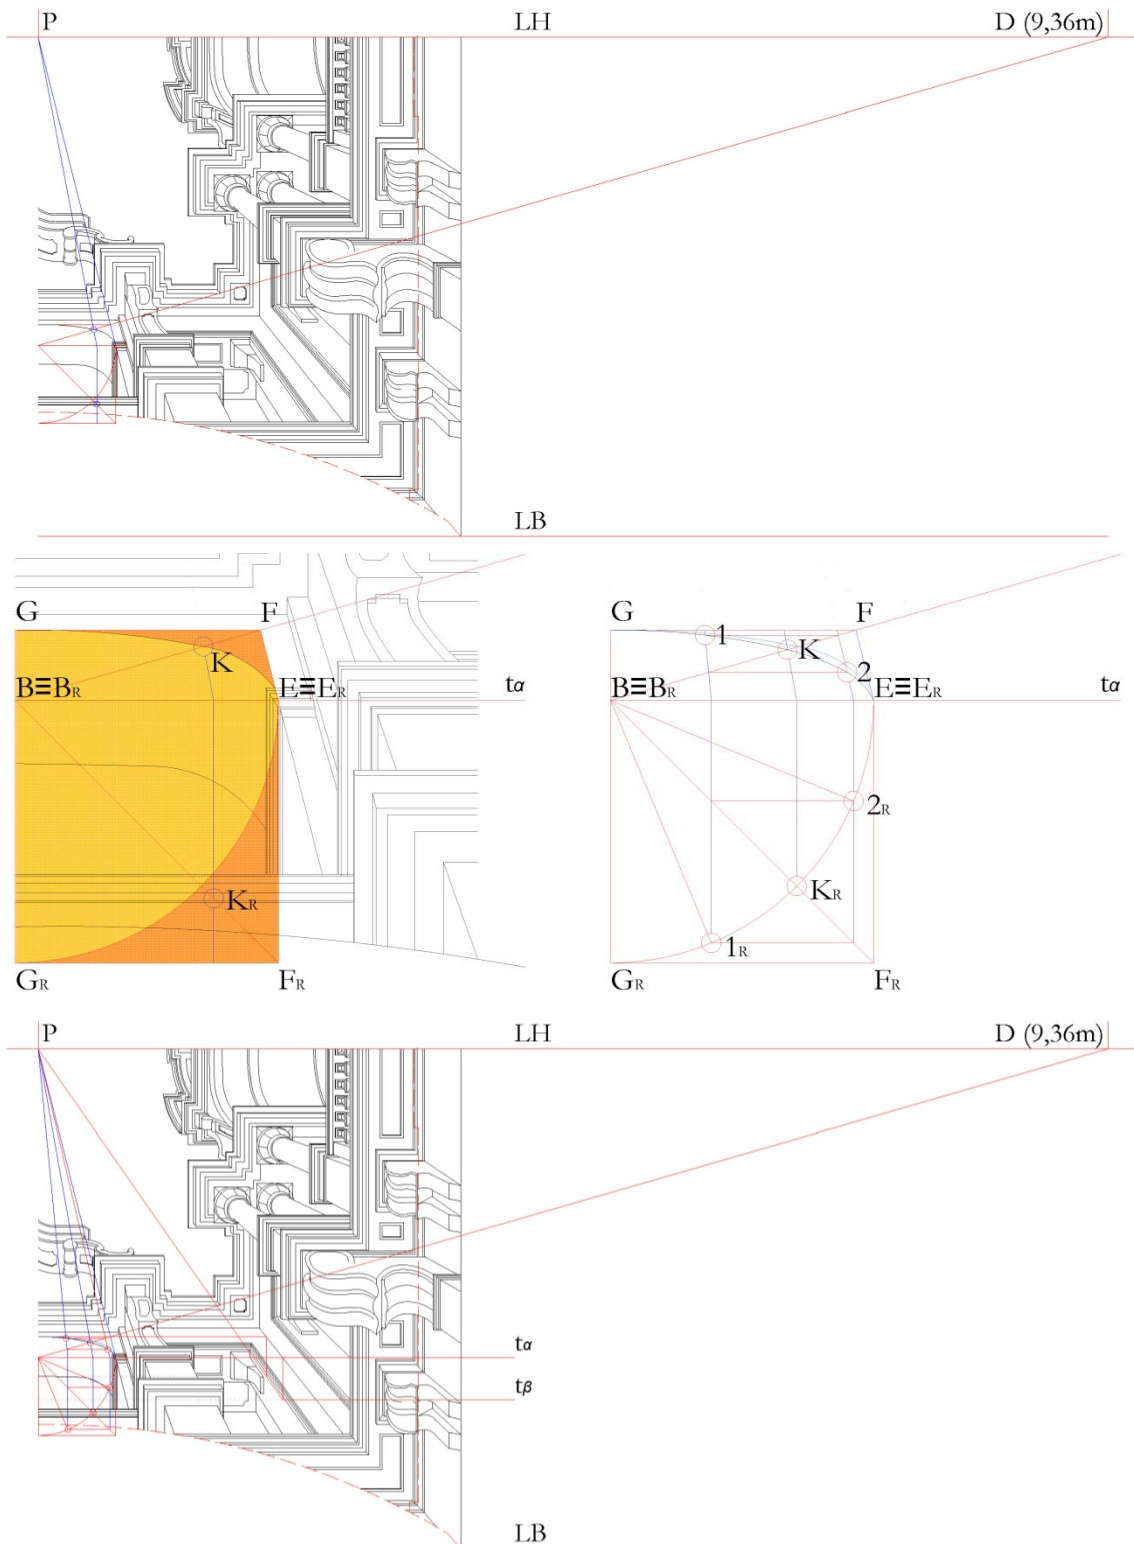 P LH D (9,36m)
LB
G F G 1 F
K K
2
B≡BR E≡ER tα B≡BR E≡ER tα
2R
KR KR
1R
GR FR GR FR
P LH D (9,36m)
tα
tβ
LB